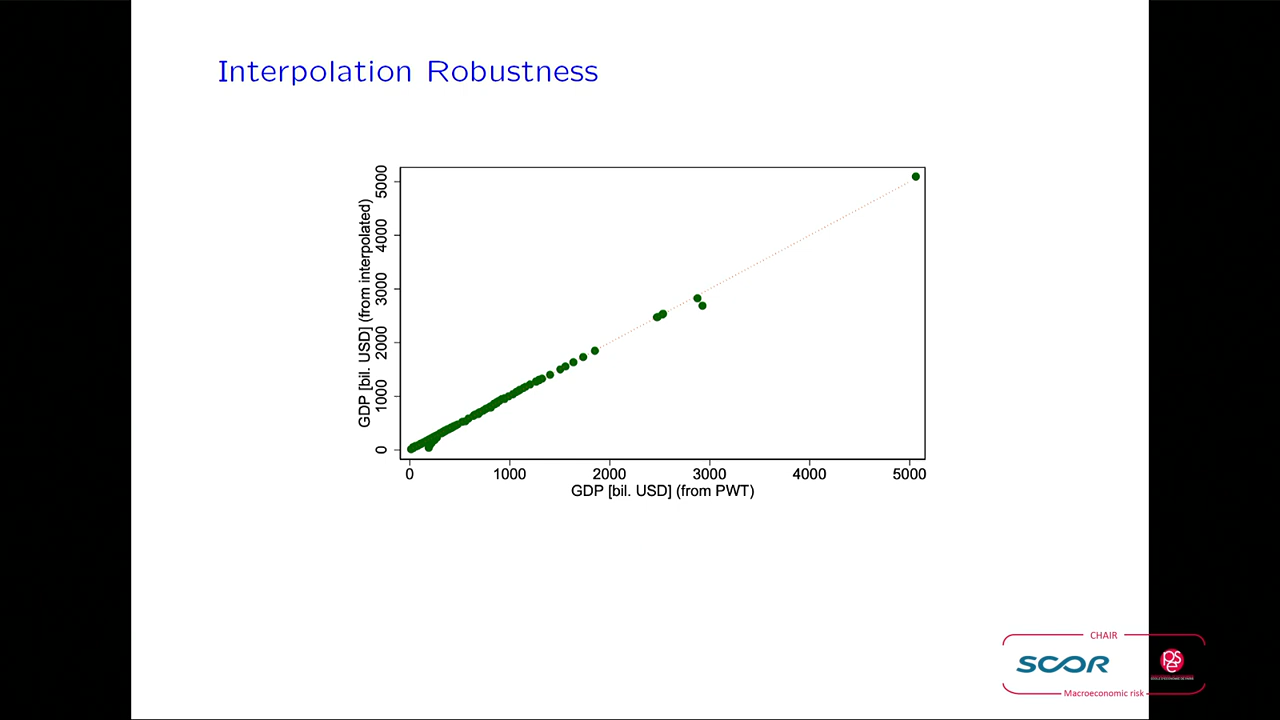 Interpolation Robustness
GDP [bil. USD] (from interpolated)
5000
4000
3000
2000
1000
0
0 1000 2000 3000 4000 5000
GDP [bil. USD] (from PWT)
CHAIR
SCOR
pse
Macroeconomic risk